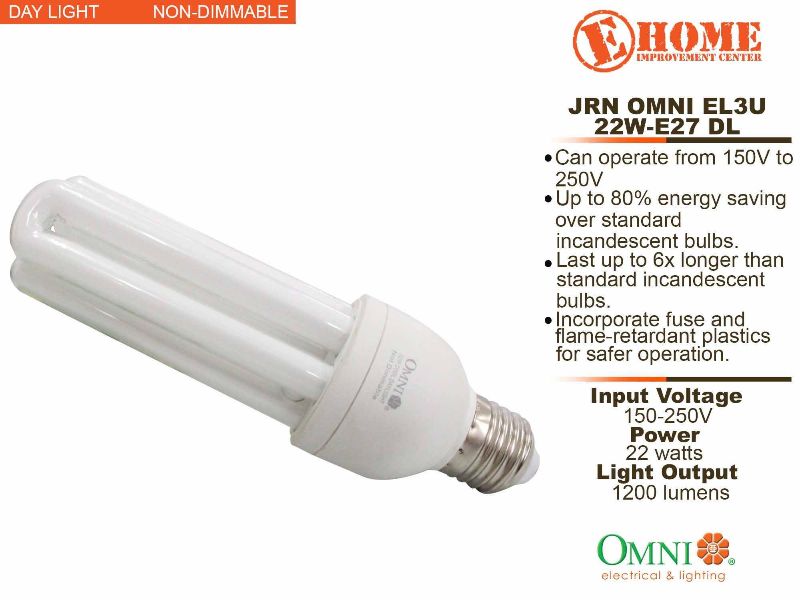 DAY LIGHT NON-DIMMABLE
E HOME
IMPROVEMENT CENTER
JRN OMNI EL3U
22W-E27 DL
•Can operate from 150V to
250V
•Up to 80% energy saving
over standard
incandescent bulbs.
•Last up to 6x longer than
standard incandescent
bulbs.
•Incorporate fuse and
flame-retardant plastics
for safer operation.
Input Voltage
150-250V
Power
22 watts
Light Output
1200 lumens
OMNI
OMNI®
electrical & lighting